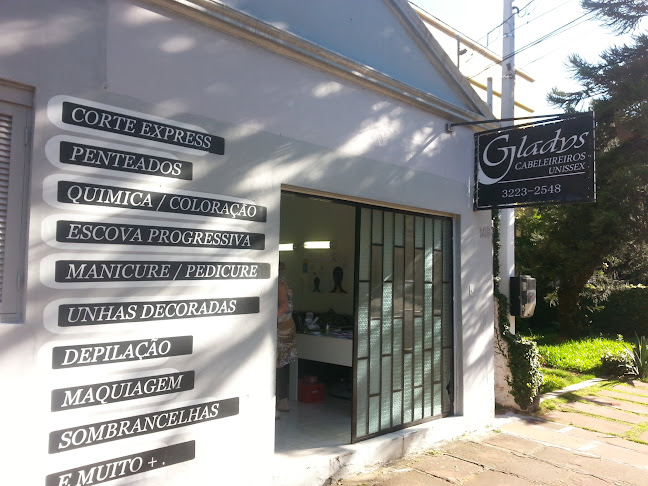 CORTE EXPRESS
PENTEADOS
QUIMICA / COLORAÇÃO
ESCOVA PROGRESSIVA
MANICURE / PEDICURE
UNHAS DECORADAS
DEPILAÇÃO
MAQUIAGEM
SOMBRANCELHAS
E MUITO + .
Gladys
CABELEIREIROS
UNISSEX
3223-2548